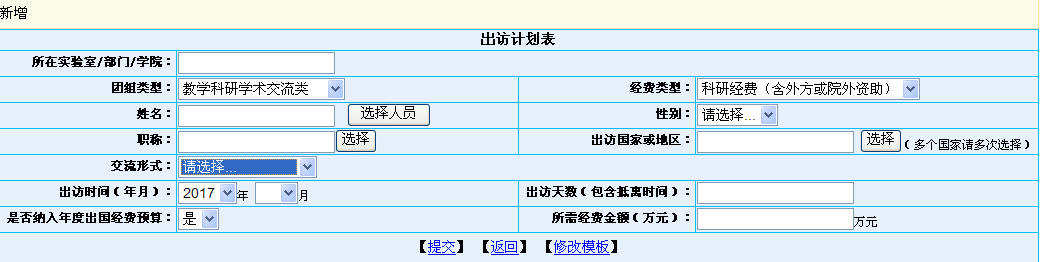 新增
出访计划表
所在实验室/部门/学院：
团组类型： 教学科研学术交流类 经费类型： 科研经费（含外方或院外资助）
姓名： 选择人员 性别： 请选择...
职称： 选择 出访国家或地区： 选择 （多个国家请多次选择）
交流形式： 请选择...
出访时间（年月）： 2017 年 月 出访天数（包含抵离时间）：
是否纳入年度出国经费预算： 是 所需经费金额（万元）： 万元
【提交】 【返回】 【修改模板】